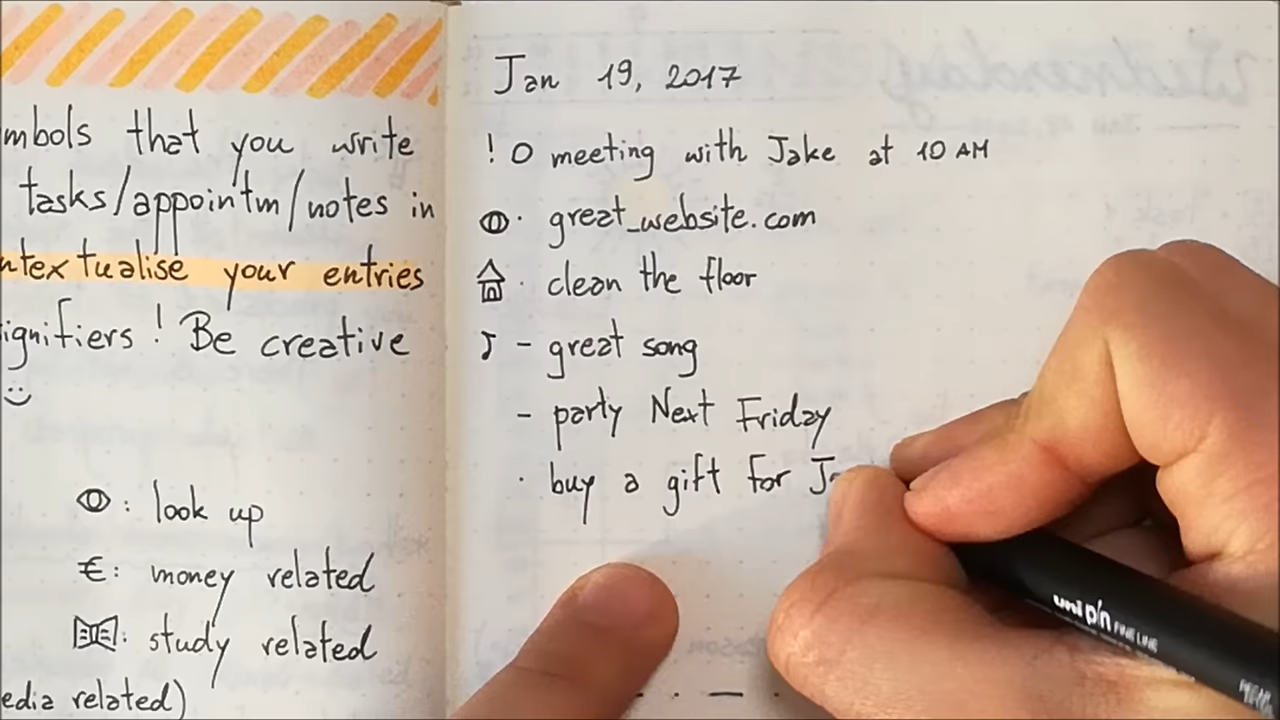 mbols that you write
tasks/appointm/notes in
ntextualise your entries
ignifiers! Be creative
: look up
€: money related
: study related
edia related)
Jan 19, 2017
! O meeting with Jake at 10 AM
· great_website.com
· clean the floor
♪ - great song
- party Next Friday
· buy a gift for J
uni pin FINE LINE